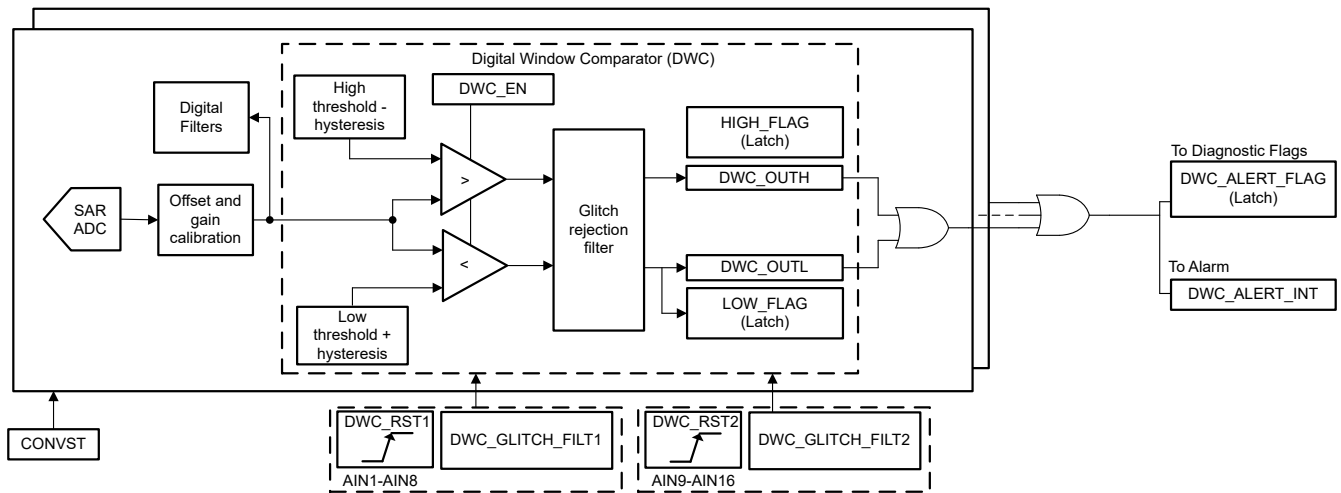 Digital Window Comparator (DWC)
High
threshold -
hysteresis
DWC_EN
Digital
Filters
HIGH_FLAG
(Latch)
>
DWC_OUTH
SAR
ADC
Offset and
gain
calibration
Glitch
rejection
filter
<
DWC_OUTL
LOW_FLAG
(Latch)
Low
threshold +
hysteresis
To Diagnostic Flags
DWC_ALERT_FLAG
(Latch)
To Alarm
DWC_ALERT_INT
CONVST
DWC_RST1
DWC_GLITCH_FILT1
AIN1-AIN8
DWC_RST2
DWC_GLITCH_FILT2
AIN9-AIN16